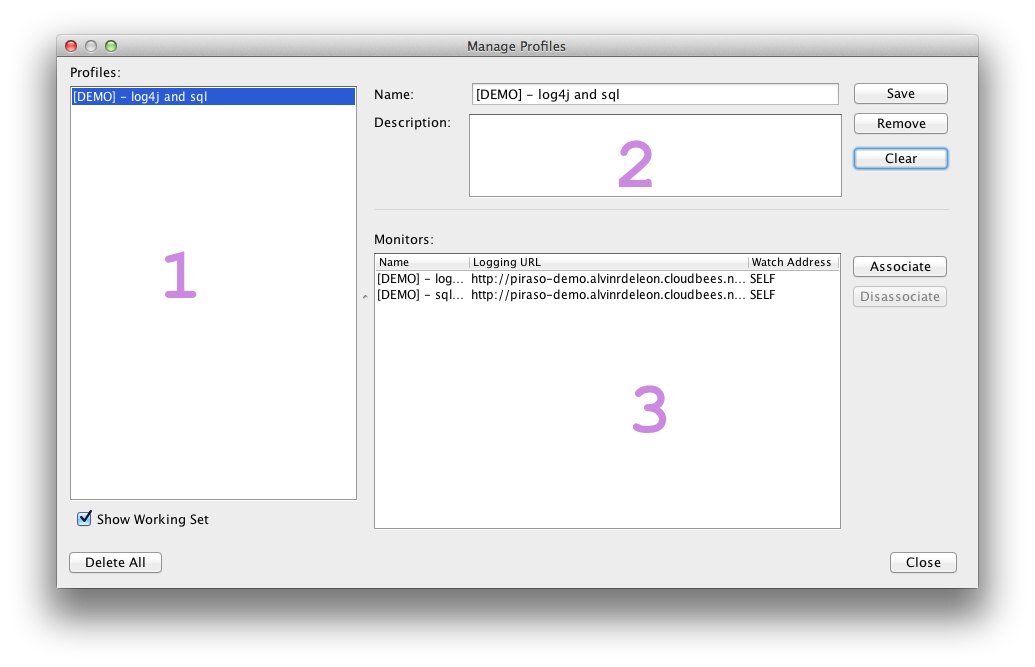 Manage Profiles
Profiles:
[DEMO] - log4j and sql
Name:
[DEMO] - log4j and sql
Save
Description:
Remove
Clear
1
2
Monitors:
Name Logging URL Watch Address
[DEMO] - log... http://piraso-demo.alvinrdeleon.cloudbees.n... SELF
[DEMO] - sql... http://piraso-demo.alvinrdeleon.cloudbees.n... SELF
Associate
Disassociate
3
Show Working Set
Delete All
Close